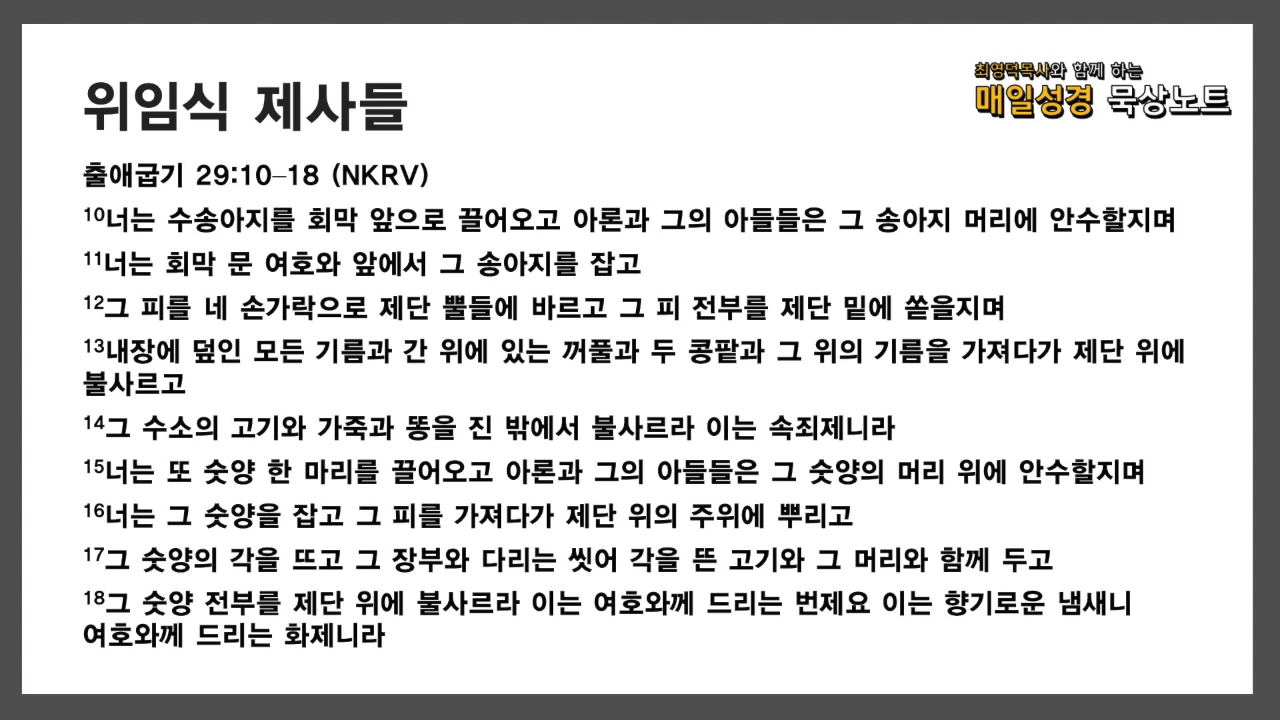 최영덕목사와 함께 하는
매일성경 묵상노트
위임식 제사들
출애굽기 29:10–18 (NKRV)
¹⁰너는 수송아지를 회막 앞으로 끌어오고 아론과 그의 아들들은 그 송아지 머리에 안수할지며
¹¹너는 회막 문 여호와 앞에서 그 송아지를 잡고
¹²그 피를 네 손가락으로 제단 뿔들에 바르고 그 피 전부를 제단 밑에 쏟을지며
¹³내장에 덮인 모든 기름과 간 위에 있는 꺼풀과 두 콩팥과 그 위의 기름을 가져다가 제단 위에
불사르고
¹⁴그 수소의 고기와 가죽과 똥을 진 밖에서 불사르라 이는 속죄제니라
¹⁵너는 또 숫양 한 마리를 끌어오고 아론과 그의 아들들은 그 숫양의 머리 위에 안수할지며
¹⁶너는 그 숫양을 잡고 그 피를 가져다가 제단 위의 주위에 뿌리고
¹⁷그 숫양의 각을 뜨고 그 장부와 다리는 씻어 각을 뜬 고기와 그 머리와 함께 두고
¹⁸그 숫양 전부를 제단 위에 불사르라 이는 여호와께 드리는 번제요 이는 향기로운 냄새니
여호와께 드리는 화제니라